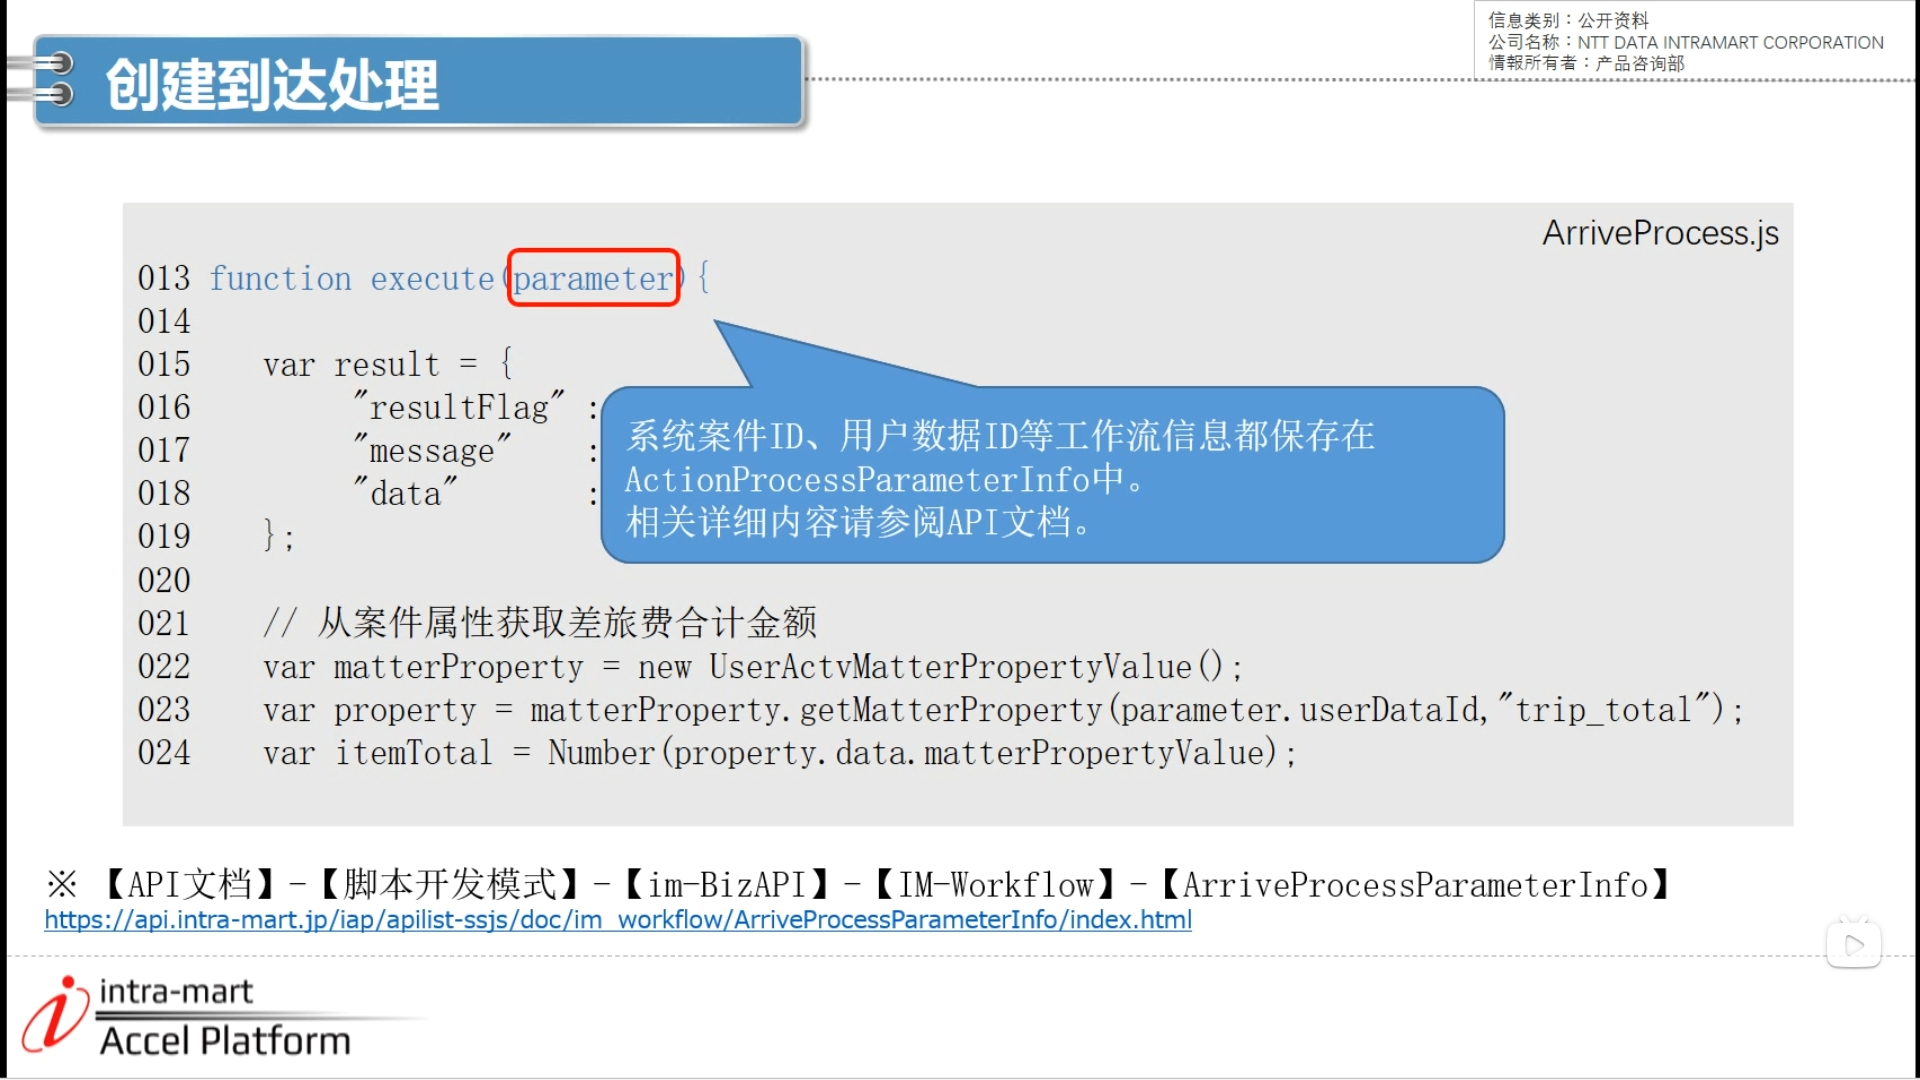 信息类别：公开资料
公司名称：NTT DATA INTRAMART CORPORATION
情報所有者：产品咨询部
创建到达处理
ArriveProcess.js
013 function execute(parameter){
014
015 var result = {
016 "resultFlag" :
017 "message" :
018 "data" :
019 };
020
系统案件ID、用户数据ID等工作流信息都保存在
ActionProcessParameterInfo中。
相关详细内容请参阅API文档。
021 // 从案件属性获取差旅费合计金额
022 var matterProperty = new UserActvMatterPropertyValue();
023 var property = matterProperty.getMatterProperty(parameter.userDataId,"trip_total");
024 var itemTotal = Number(property.data.matterPropertyValue);
※ 【API文档】-【脚本开发模式】-【im-BizAPI】-【IM-Workflow】-【ArriveProcessParameterInfo】
https://api.intra-mart.jp/iap/apilist-ssjs/doc/im_workflow/ArriveProcessParameterInfo/index.html
intra-mart
Accel Platform